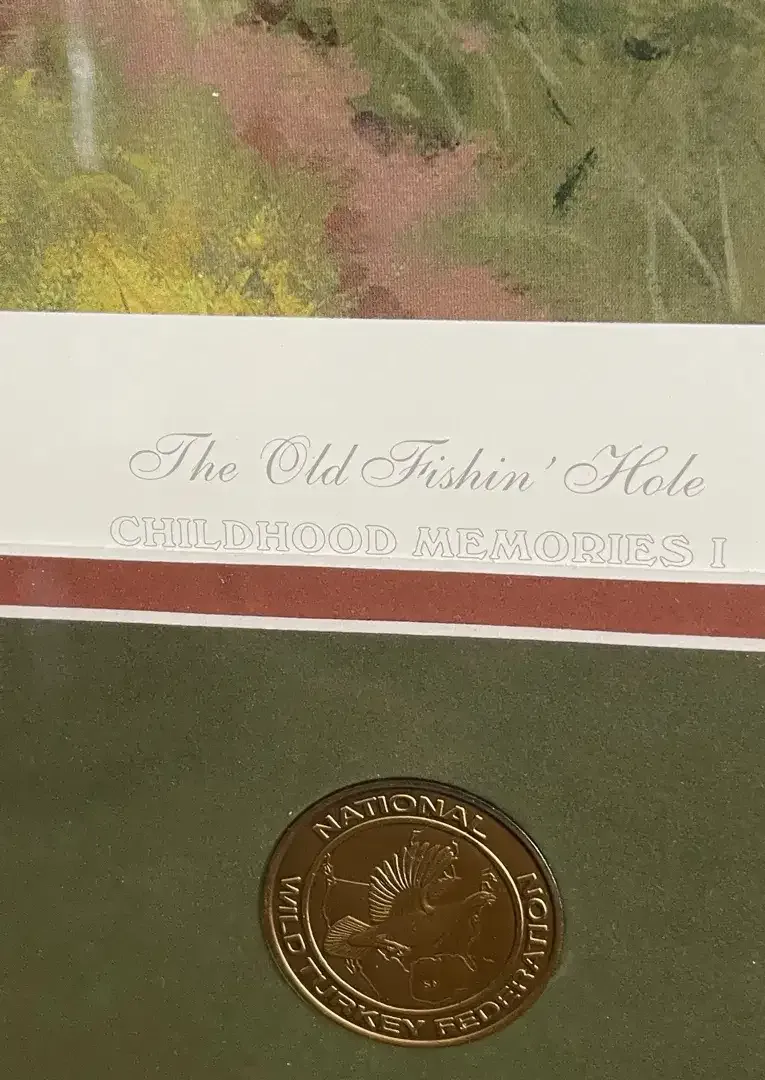 The Old Fishin' Hole
CHILDHOOD MEMORIES I
NATIONAL
WILD TURKEY FEDERATION